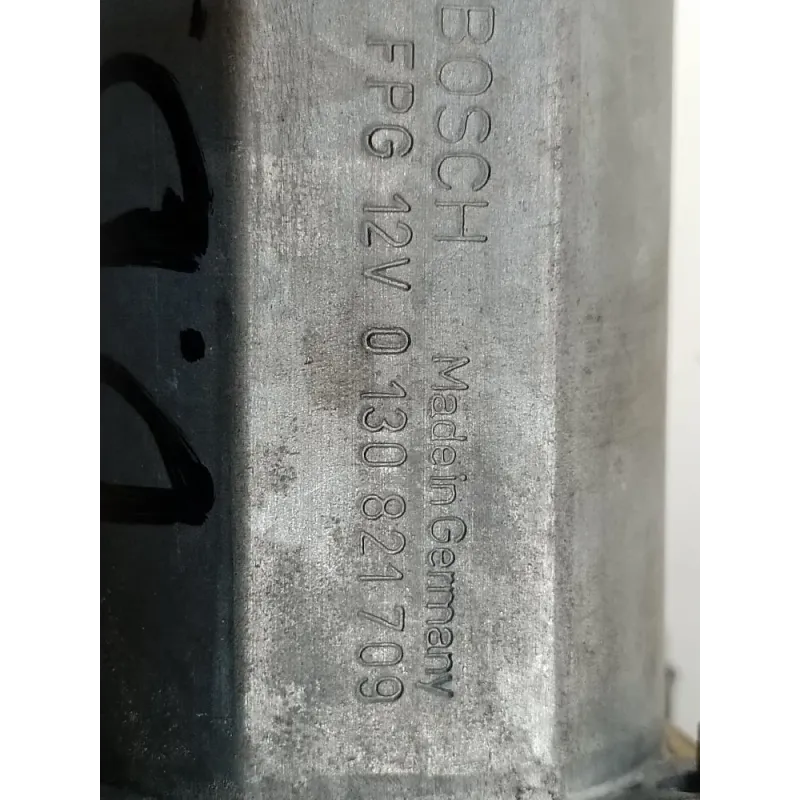 BOSCH
FPG 12V 0 130 821 709
Made in Germany
D.D.